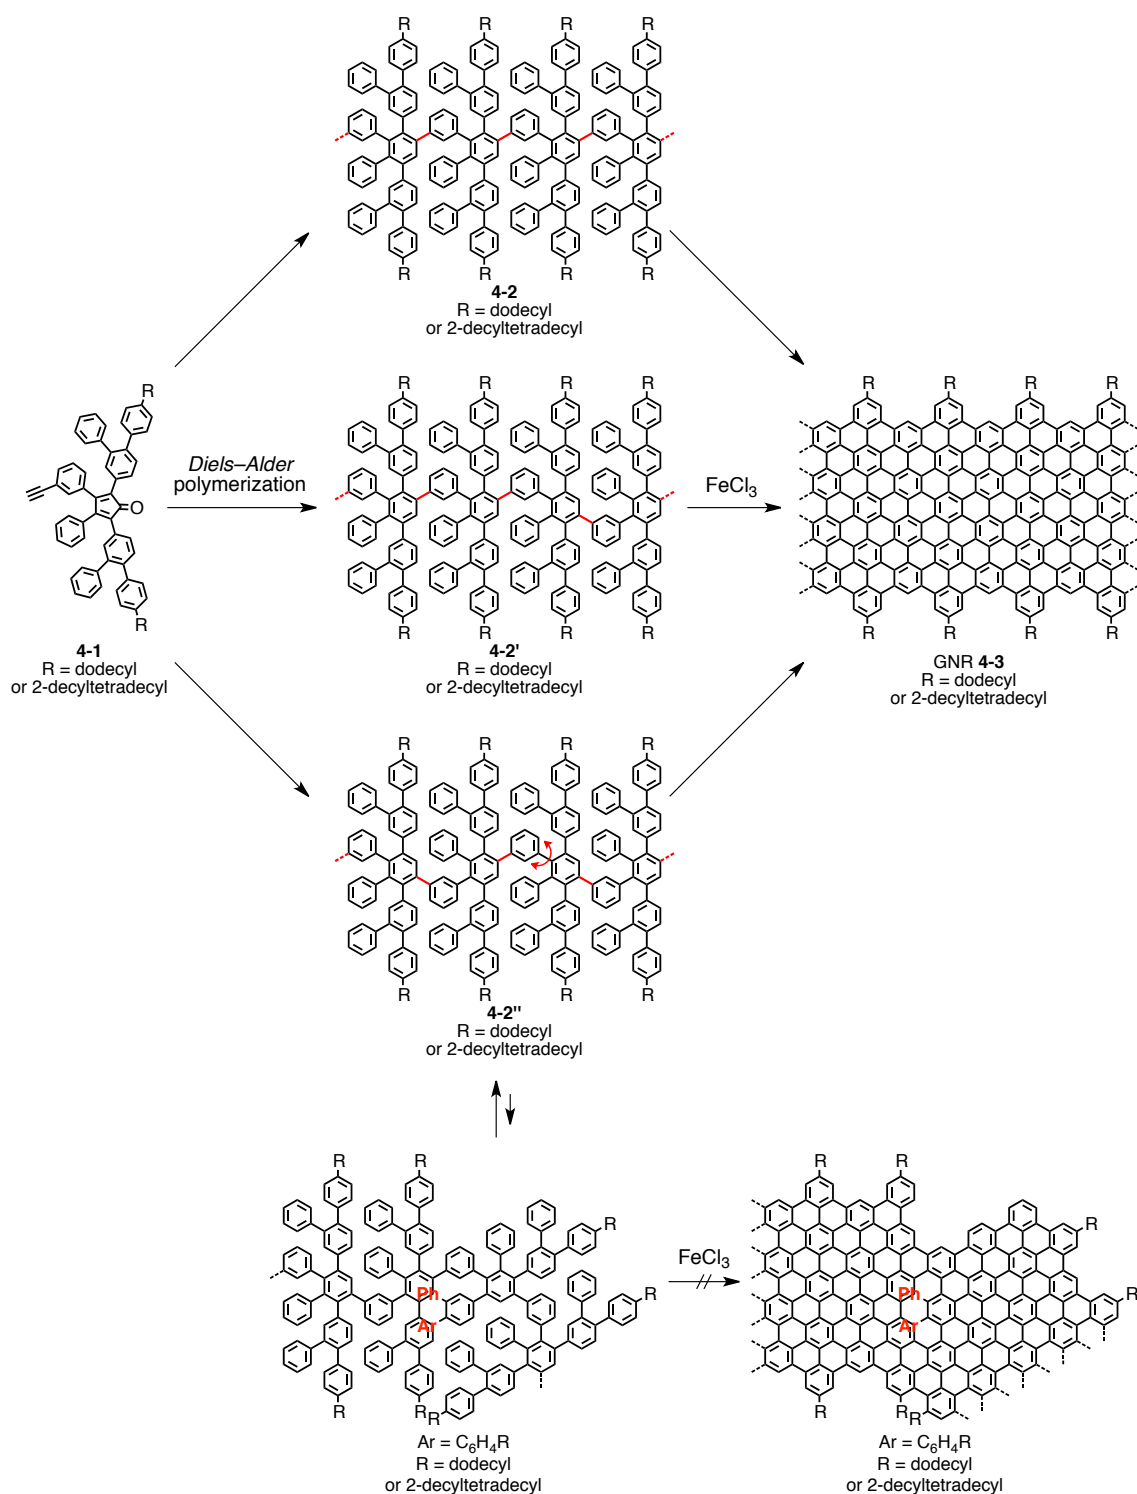 R R R R
R R R R
4-2
R = dodecyl
or 2-decyltetradecyl
R R R R
R
R R R R
Diels–Alder
polymerization
FeCl3
O
R
R R R R
R R R R
4-1
R = dodecyl
or 2-decyltetradecyl
4-2'
R = dodecyl
or 2-decyltetradecyl
GNR 4-3
R = dodecyl
or 2-decyltetradecyl
R R R R
R R R R
4-2''
R = dodecyl
or 2-decyltetradecyl
R R
R
R
Ph
Ar
R R
R
FeCl3
R R
R
R
Ph
Ar
R R
R
Ar = C6H4R
R = dodecyl
or 2-decyltetradecyl
Ar = C6H4R
R = dodecyl
or 2-decyltetradecyl